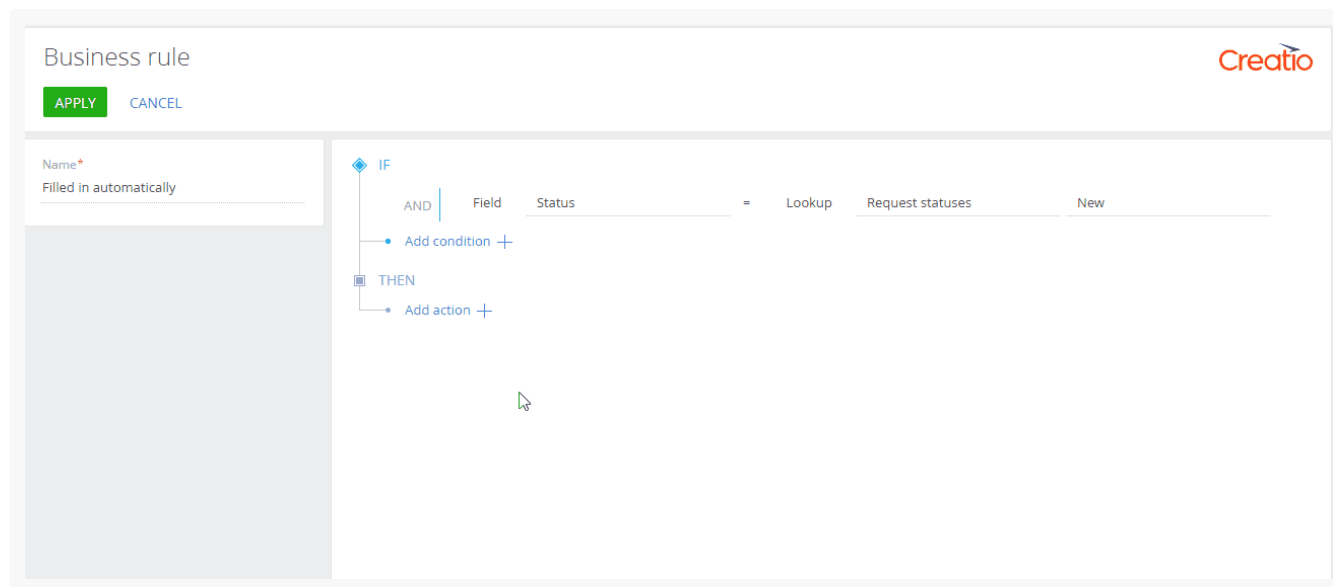 Business rule
Creatio
APPLY CANCEL
Name*
Filled in automatically
IF
AND Field Status = Lookup Request statuses New
Add condition +
THEN
Add action +